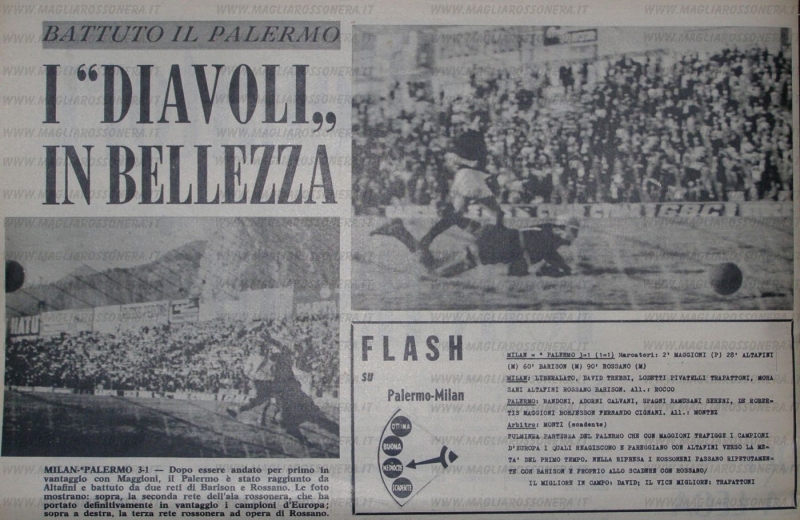 BATTUTO IL PALERMO
I "DIAVOLI„
IN BELLEZZA
MILAN-*PALERMO 3-1 — Dopo essere andato per primo in
vantaggio con Maggioni, il Palermo è stato raggiunto da
Altafini e battuto da due reti di Barison e Rossano. Le foto
mostrano: sopra, la seconda rete dell'ala rossonera, che ha
portato definitivamente in vantaggio i campioni d'Europa;
sopra a destra, la terza rete rossonera ad opera di Rossano.
FLASH
su
Palermo-Milan
OTTIMA
BUONA
MEDIOCRE
SCADENTE
MILAN - * PALERMO 3-1 (1-1) Marcatori: 2' MAGGIONI (P) 28' ALTAFINI
(M) 60' BARISON (M) 90' ROSSANO (M)
MILAN: LIBERALATO, DAVID TREBBI, LODETTI PIVATELLI TRAPATTONI, MORA
SANI ALTAFINI ROSSANO BARISON. All.: ROCCO
PALERMO: BANDONI, ADORNI CALVANI, SPAGNI RAMUSANI SERENI, DE ROBER-
TIS MAGGIONI BORJESSON FERNANDO CIGNANI. All.: MONTEZ
Arbitro: MONTI (scadente)
FULMINEA PARTENZA DEL PALERMO CHE CON MAGGIONI TRAFIGGE I CAMPIONI
D'EUROPA I QUALI REAGISCONO E PAREGGIANO CON ALTAFINI VERSO LA ME-
TA' DEL PRIMO TEMPO. NELLA RIPRESA I ROSSONERI PASSANO RIPETUTAMEN-
TE CON BARISON E PROPRIO ALLO SCADERE CON ROSSANO/
IL MIGLIORE IN CAMPO: DAVID; IL VICE MIGLIORE: TRAPATTONI
WWW.MAGLIAROSSONERA.IT